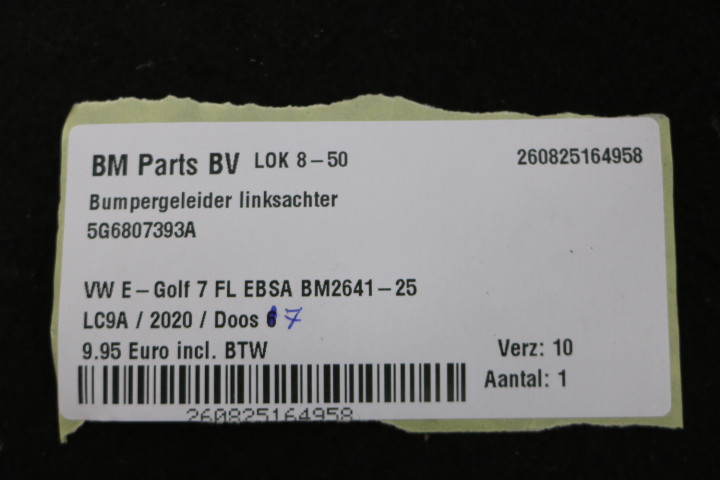 BM Parts BV LOK 8-50 260825164958
Bumpergeleider linksachter
5G6807393A
VW E-Golf 7 FL EBSA BM2641-25
LC9A / 2020 / Doos 7
9.95 Euro incl. BTW Verz: 10
Aantal: 1
260825164958